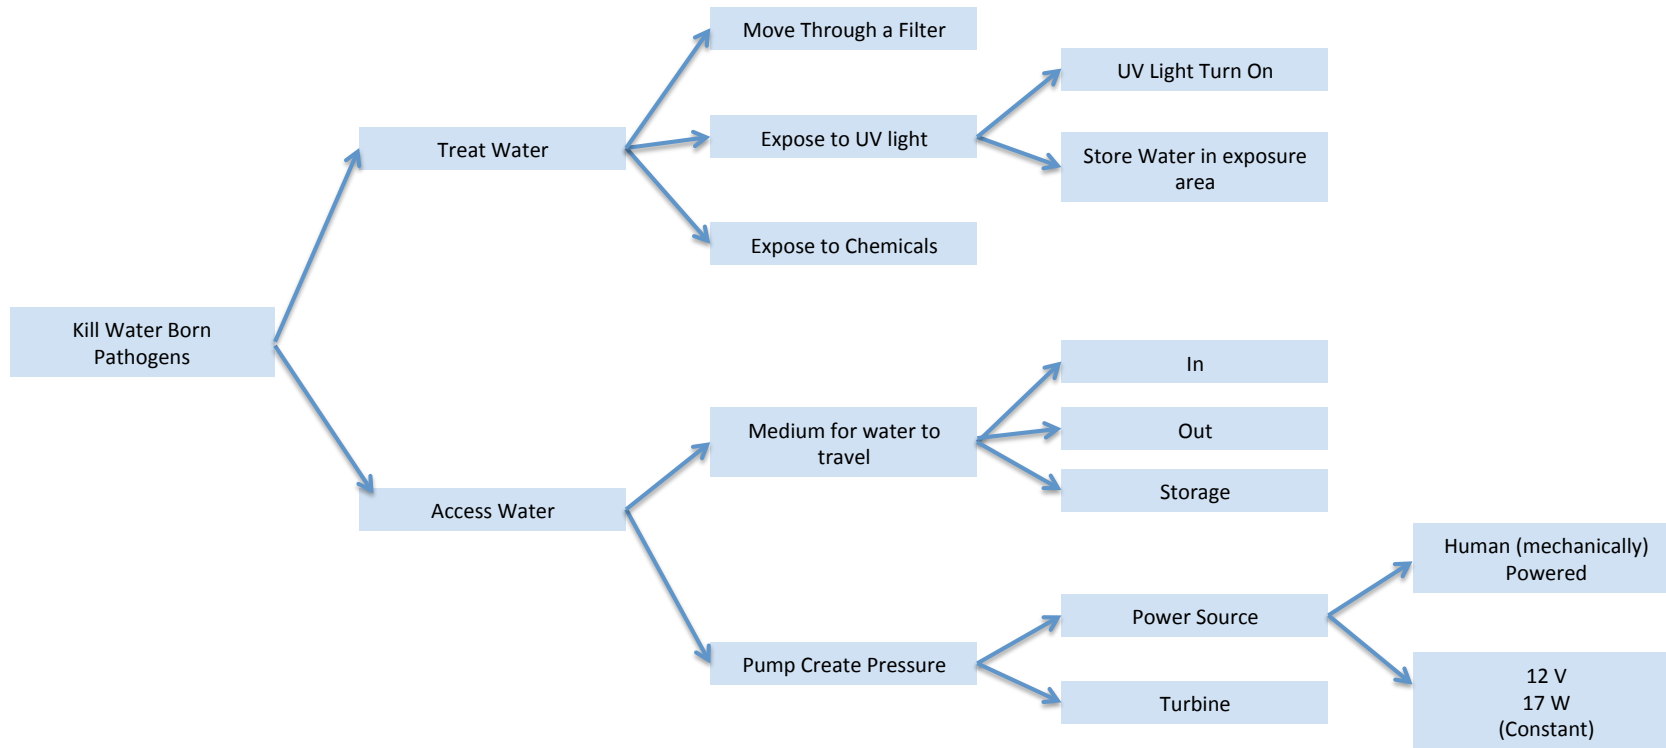 Move Through a Filter
UV Light Turn On
Treat Water
Expose to UV light
Store Water in exposure
area
Expose to Chemicals
Kill Water Born
Pathogens
In
Medium for water to
travel
Out
Storage
Access Water
Human (mechanically)
Powered
Power Source
Pump Create Pressure
Turbine
12 V
17 W
(Constant)